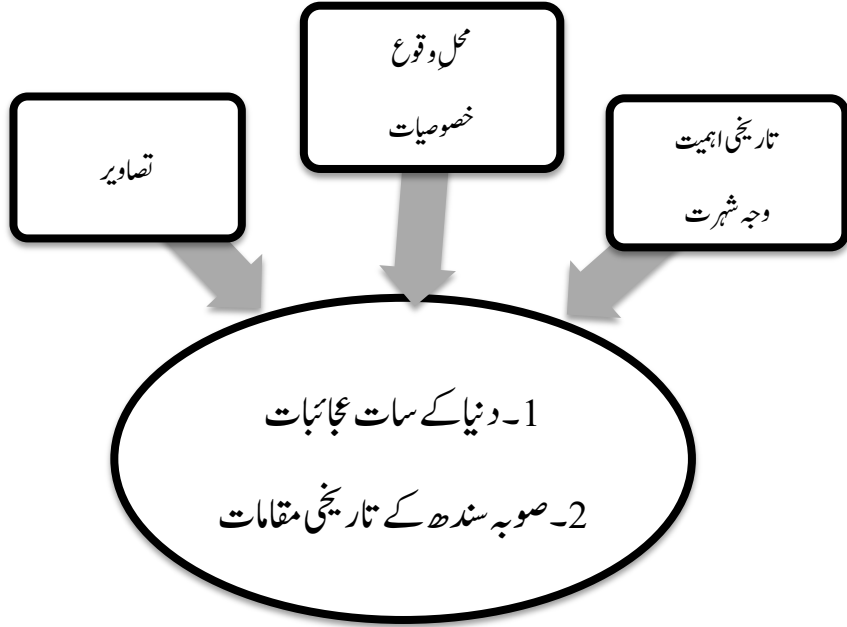 محلِ وقوع
خصوصیات
تاریخی اہمیت
وجہ شہرت
تصاویر
1۔دنیا کے سات عجائبات
2۔صوبہ سندھ کے تاریخی مقامات